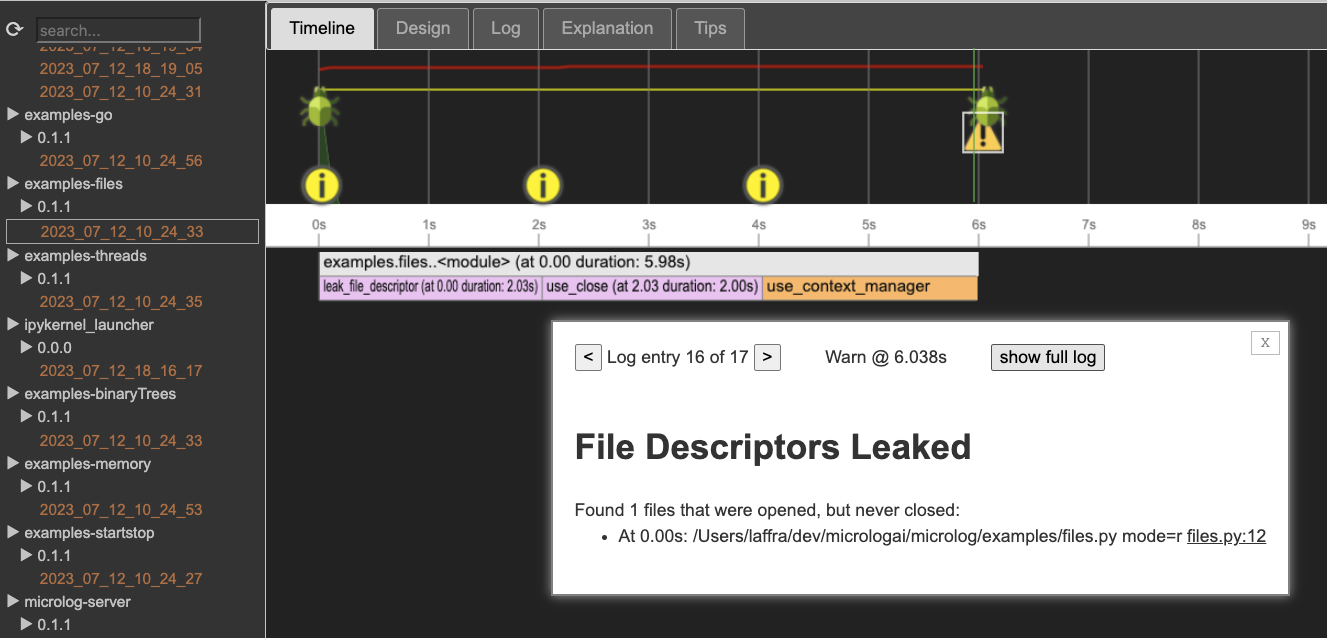 ⟳ search...
2023_07_12_18_19_54
2023_07_12_18_19_05
2023_07_12_10_24_31
▶ examples-go
▶ 0.1.1
2023_07_12_10_24_56
▶ examples-files
▶ 0.1.1
2023_07_12_10_24_33
▶ examples-threads
▶ 0.1.1
2023_07_12_10_24_35
▶ ipykernel_launcher
▶ 0.0.0
2023_07_12_18_16_17
▶ examples-binaryTrees
▶ 0.1.1
2023_07_12_10_24_33
▶ examples-memory
▶ 0.1.1
2023_07_12_10_24_53
▶ examples-startstop
▶ 0.1.1
2023_07_12_10_24_27
▶ microlog-server
▶ 0.1.1
Timeline Design Log Explanation Tips
0s 1s 2s 3s 4s 5s 6s 7s 8s 9s
examples.files..<module> (at 0.00 duration: 5.98s)
leak_file_descriptor (at 0.00 duration: 2.03s) use_close (at 2.03 duration: 2.00s) use_context_manager
< Log entry 16 of 17 > Warn @ 6.038s show full log X
File Descriptors Leaked
Found 1 files that were opened, but never closed:
• At 0.00s: /Users/laffra/dev/micrologai/microlog/examples/files.py mode=r files.py:12